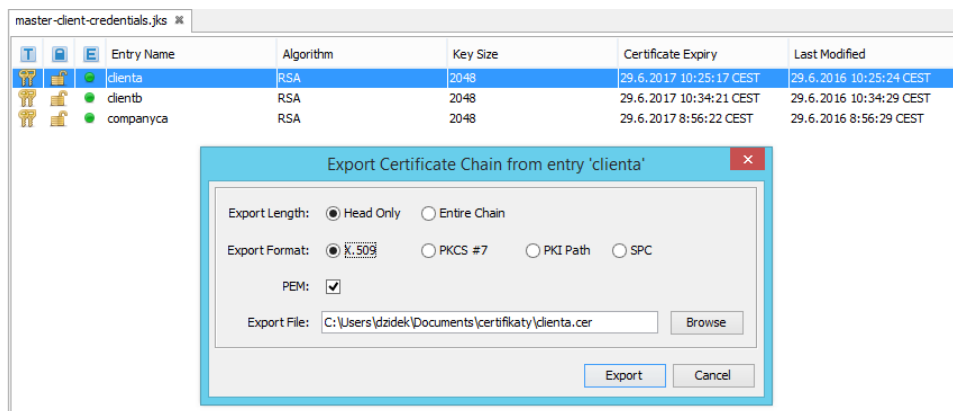 master-client-credentials.jks
T E Entry Name Algorithm Key Size Certificate Expiry Last Modified
clienta RSA 2048 29.6.2017 10:25:17 CEST 29.6.2016 10:25:24 CEST
clientb RSA 2048 29.6.2017 10:34:21 CEST 29.6.2016 10:34:29 CEST
companyca RSA 2048 29.6.2017 8:56:22 CEST 29.6.2016 8:56:29 CEST
Export Certificate Chain from entry 'clienta'
Export Length: Head Only Entire Chain
Export Format: X.509 PKCS #7 PKI Path SPC
PEM:
Export File: C:\Users\dzidek\Documents\certifikaty\clienta.cer Browse
Export Cancel